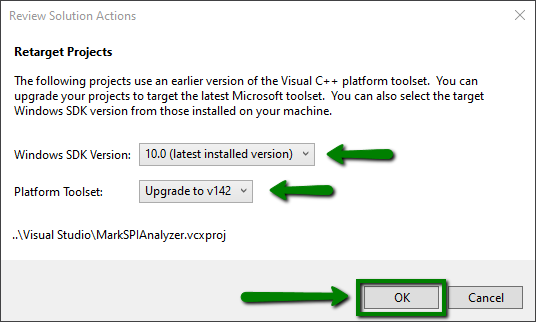 Review Solution Actions
Retarget Projects
The following projects use an earlier version of the Visual C++ platform toolset.  You can
upgrade your projects to target the latest Microsoft toolset.  You can also select the target
Windows SDK version from those installed on your machine.
Windows SDK Version: 10.0 (latest installed version)
Platform Toolset: Upgrade to v142
..\Visual Studio\MarkSPIAnalyzer.vcxproj
OK Cancel